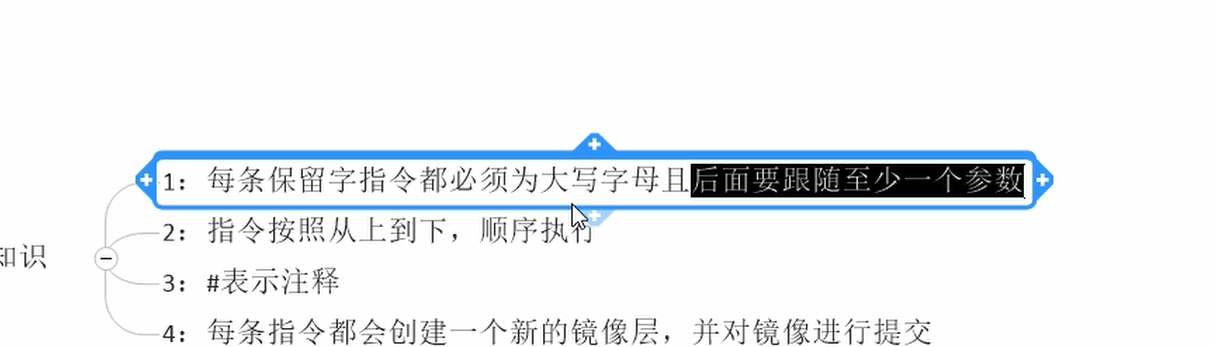 1: 每条保留字指令都必须为大写字母且后面要跟随至少一个参数
2: 指令按照从上到下，顺序执行
知识
3: #表示注释
4: 每条指令都会创建一个新的镜像层，并对镜像进行提交